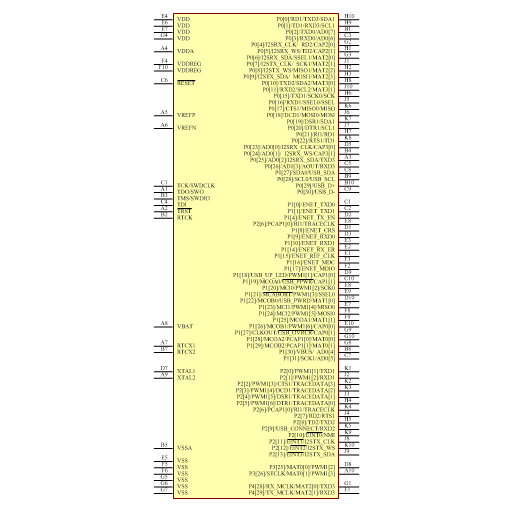 E4 VDD P0[0]/RD1/TXD3/SDA1 H10
E6 VDD P0[1]/TD1/RXD3/SCL1 H9
E7 VDD P0[2]/TXD0/AD0[7] B1
G4 VDD P0[3]/RXD0/AD0[6] C3
P0[4]/I2SRX_CLK/ RD2/CAP2[0] G2
A4 VDDA P0[5]/I2SRX_WS/TD2/CAP2[1] H1
P0[6]/I2SRX_SDA/SSEL1/MAT2[0] G3
F4 VDDREG P0[7]/I2STX_CLK/ SCK1/MAT2[1] J1
F10 VDDREG P0[8]/I2STX_WS/MISO1/MAT2[2] H2
P0[9]/I2STX_SDA/ MOSI1/MAT2[3] H3
C6 RESET P0[10]/TXD2/SDA2/MAT3[0] H8
P0[11]/RXD2/SCL2/MAT3[1] J10
P0[15]/TXD1/SCK0/SCK H6
P0[16]/RXD1/SSEL0/SSEL J5
P0[17]/CTS1/MISO0/MISO K6
A5 VREFP P0[18]/DCD1/MOSI0/MOSI J6
P0[19]/DSR1/SDA1 K7
A6 VREFN P0[20]/DTR1/SCL1 J7
P0[21]/RI1/RD1 H7
P0[22]/RTS1/TD1 K8
P0[23]/AD0[0]/I2SRX_CLK/CAP3[0] D5
P0[24]/AD0[1]/ I2SRX_WS/CAP3[1] B4
P0[25]/AD0[2]/I2SRX_SDA/TXD3 A3
P0[26]/AD[3]/AOUT/RXD3 C5
P0[27]/SDA0/USB_SDA C8
P0[28]/SCL0/USB_SCL B9
P0[29]/USB_D+ B10
C1 TCK/SWDCLK P0[30]/USB_D- C9
A1 TDO/SWO
B3 TMS/SWDIO
C4 TDI P1[0]/ENET_TXD0 C1
A2 TRST P1[1]/ENET_TXD1 C2
B2 RTCK P1[4]/ENET_TX_EN D2
P2[6]/PCAP1[0]/RI1/TRACECLK
P1[8]/ENET_CRS D1
P1[9]/ENET_RXD0 D3
P1[10]/ENET_RXD1 E3
P1[14]/ENET_RX_ER E2
P1[15]/ENET_REF_CLK E1
P1[16]/ENET_MDC F3
P1[17]/ENET_MDIO F2
P1[18]/USB_UP_LED/PWM1[1]/CAP1[0] D9
P1[19]/MCOA0/USB_PPWR/CAP1[1] C10
P1[20]/MCI0/PWM1[2]/SCK0 E8
P1[21]/MCABORT/PWM1[3]/SSEL0 E9
P1[22]/MCOB0/USB_PWRD/MAT1[0] D10
P1[23]/MCI1/PWM1[4]/MISO0 E7
P1[24]/MCI2/PWM1[5]/MOSI0 F8
P1[25]/MCOA1/MAT1[1] F9
A8 VBAT P1[26]/MCOB1/PWM1[6]/CAP0[0] E10
P1[27]/CLKOUT/USB_OVRCR/CAP0[1] G9
P1[28]/MCOA2/PCAP1[0]/MAT0[0] G10
A7 RTCX1 P1[29]/MCOB2/PCAP1[1]/MAT0[1] G8
B7 RTCX2 P1[30]/VBUS/ AD0[4] B8
P1[31]/SCK1/AD0[5] C7
D7 XTAL1 P2[0]/PWM1[1]/TXD1 K1
A9 XTAL2 P2[1]/PWM1[2]/RXD1 J2
P2[2]/PWM1[3]/CTS1/TRACEDATA[3] K2
P2[3]/PWM1[4]/DCD1/TRACEDATA[2] K3
P2[4]/PWM1[5]/DSR1/TRACEDATA[1] J3
P2[5]/PWM1[6]/DTR1/TRACEDATA[0] H4
P2[6]/PCAP1[0]/RI1/TRACECLK K4
P2[7]/RD2/RTS1 J4
P2[8]/TD2/TXD2 H5
P2[9]/USB_CONNECT/RXD2 K5
P2[10]/EINT0/NMI K9
P2[11]/EINT1/I2STX_CLK J8
B5 VSSA P2[12]/EINT2/I2STX_WS K10
P2[13]/EINT3/I2STX_SDA J9
E5 VSS
F5 VSS P3[25]/MAT0[0]/PWM1[2] D8
F6 VSS P3[26]/STCLK/MAT0[1]/PWM1[3] A10
G5 VSS
G6 VSS P4[28]/RX_MCLK/MAT2[0]/TXD3 G1
G7 VSS P4[29]/TX_MCLK/MAT2[1]/RXD3 F1